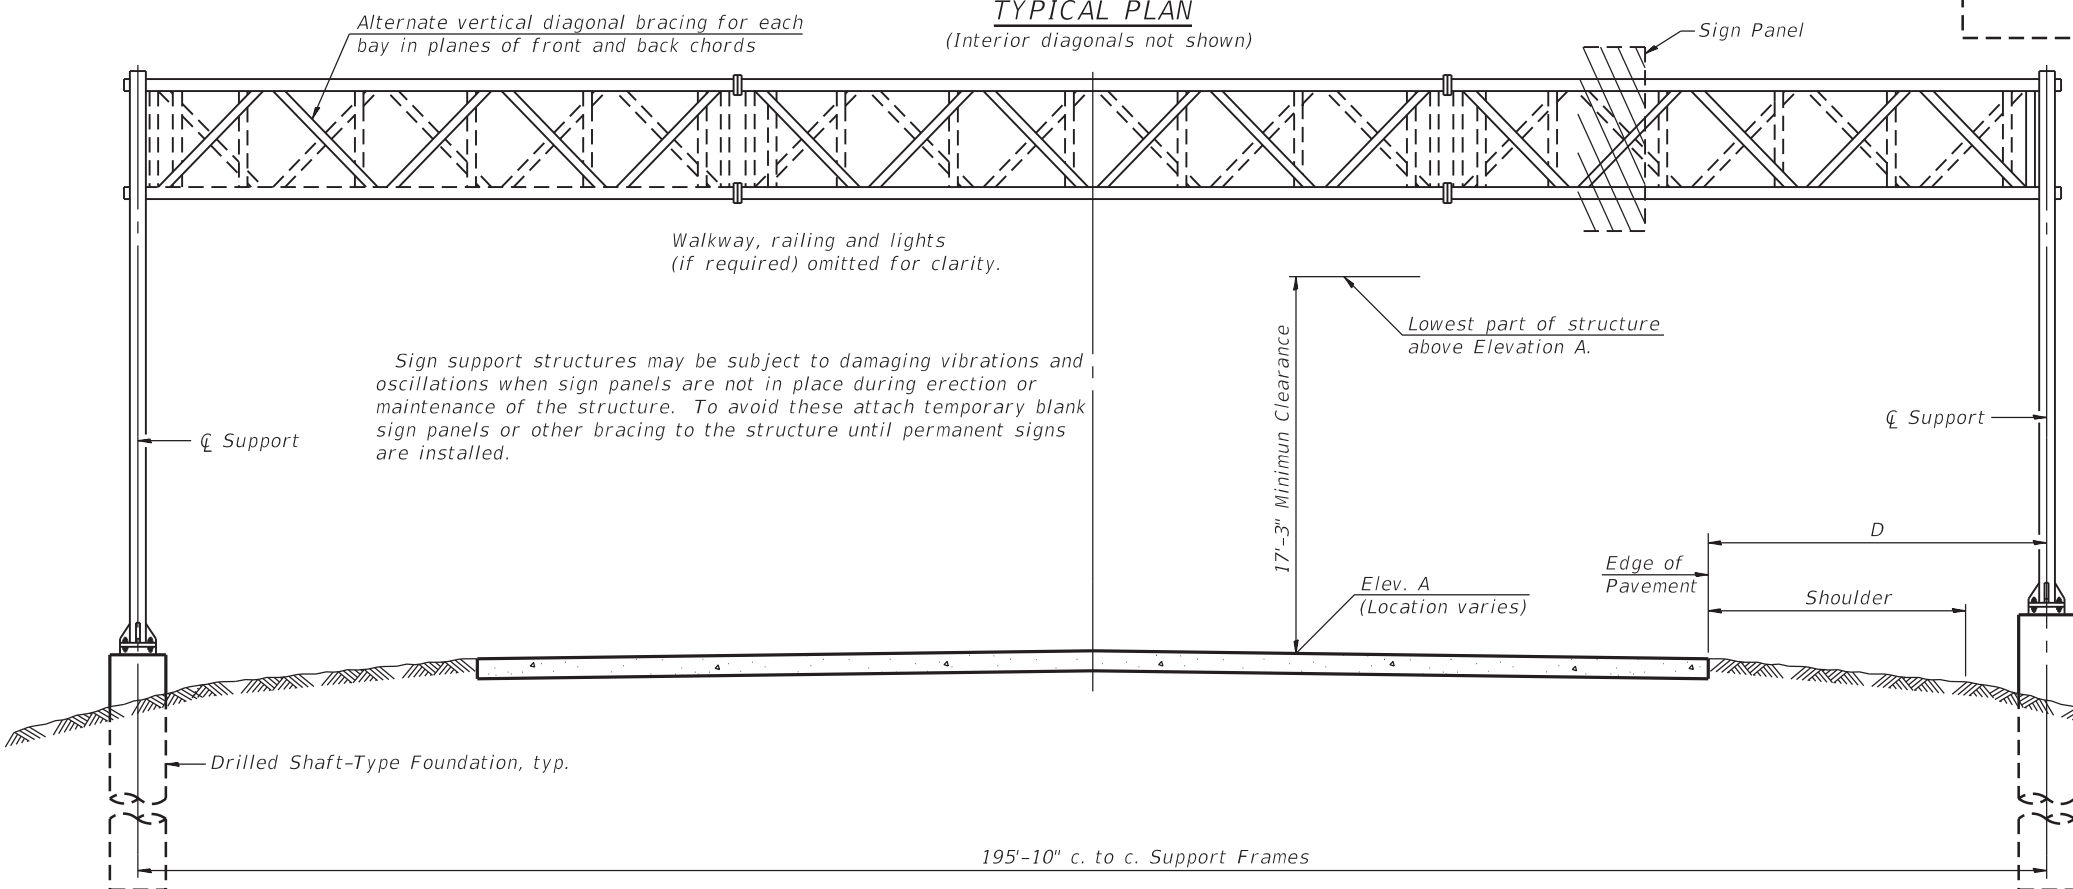 TYPICAL PLAN
(Interior diagonals not shown)
Alternate vertical diagonal bracing for each
bay in planes of front and back chords
Sign Panel
Walkway, railing and lights
(if required) omitted for clarity.
Lowest part of structure
above Elevation A.
17'-3" Minimun Clearance
Sign support structures may be subject to damaging vibrations and
oscillations when sign panels are not in place during erection or
maintenance of the structure. To avoid these attach temporary blank
sign panels or other bracing to the structure until permanent signs
are installed.
℄ Support
℄ Support
D
Edge of
Pavement
Elev. A
(Location varies)
Shoulder
Drilled Shaft-Type Foundation, typ.
195'-10" c. to c. Support Frames